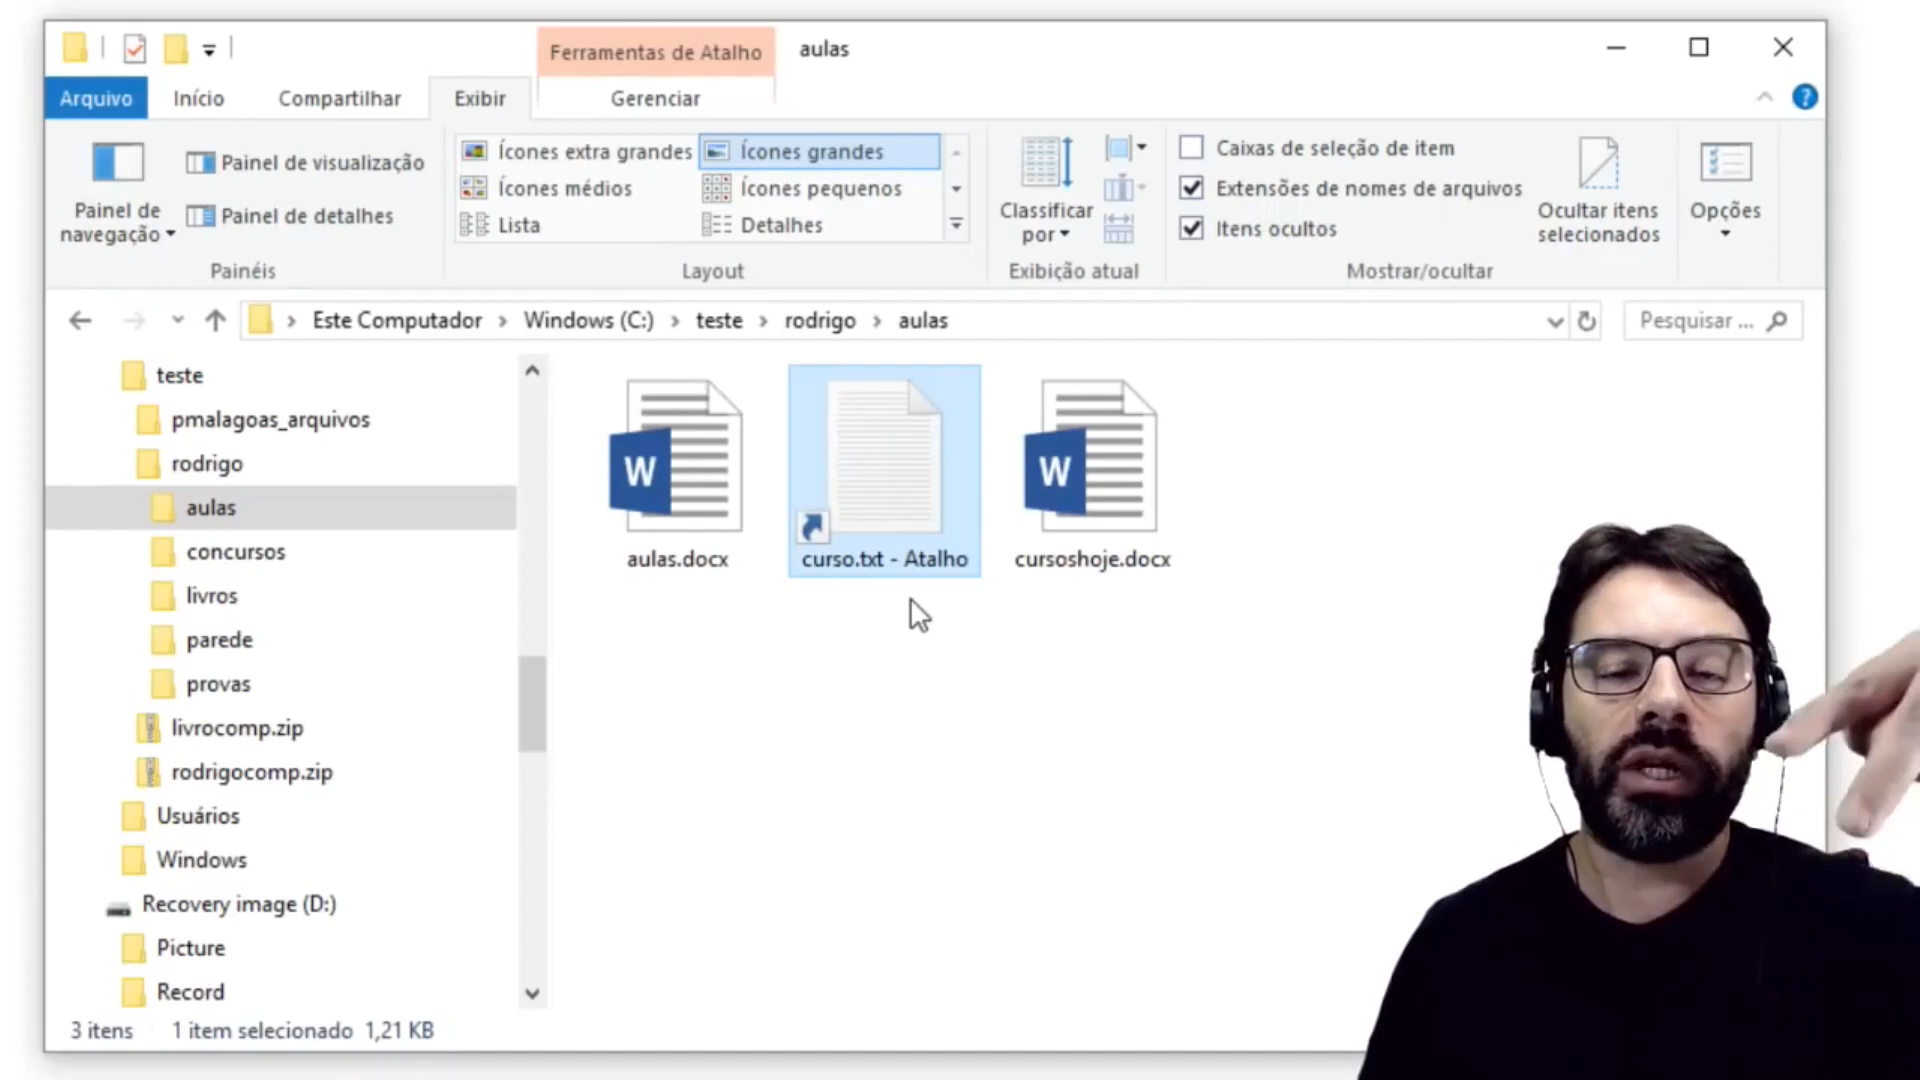 Ferramentas de Atalho
aulas
Arquivo
Início
Compartilhar
Exibir
Gerenciar
?
Painel de navegação
Painel de visualização
Painel de detalhes
Painéis
Ícones extra grandes
Ícones grandes
Ícones médios
Ícones pequenos
Lista
Detalhes
Layout
Classificar por
Exibição atual
Caixas de seleção de item
Extensões de nomes de arquivos
Itens ocultos
Ocultar itens selecionados
Mostrar/ocultar
Opções
Este Computador > Windows (C:) > teste > rodrigo > aulas
Pesquisar ...
teste
pmalagoas_arquivos
rodrigo
aulas
concursos
livros
parede
provas
livrocomp.zip
rodrigocomp.zip
Usuários
Windows
Recovery image (D:)
Picture
Record
W
aulas.docx
curso.txt - Atalho
W
cursoshoje.docx
3 itens 1 item selecionado 1,21 KB